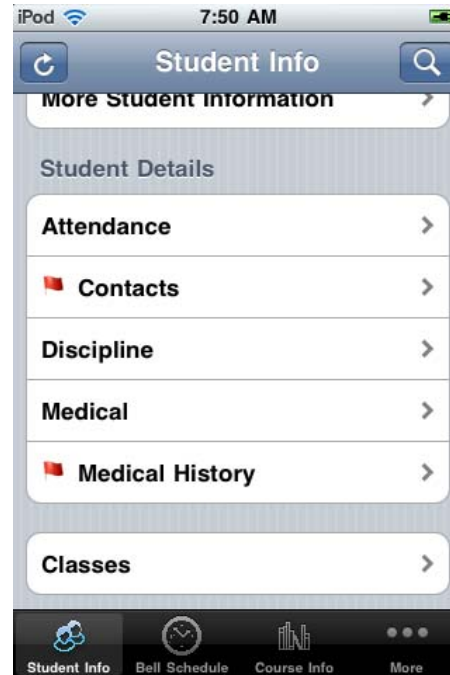 iPod 7:50 AM
Student Info
More Student Information
Student Details
Attendance
Contacts
Discipline
Medical
Medical History
Classes
Student Info Bell Schedule Course Info More